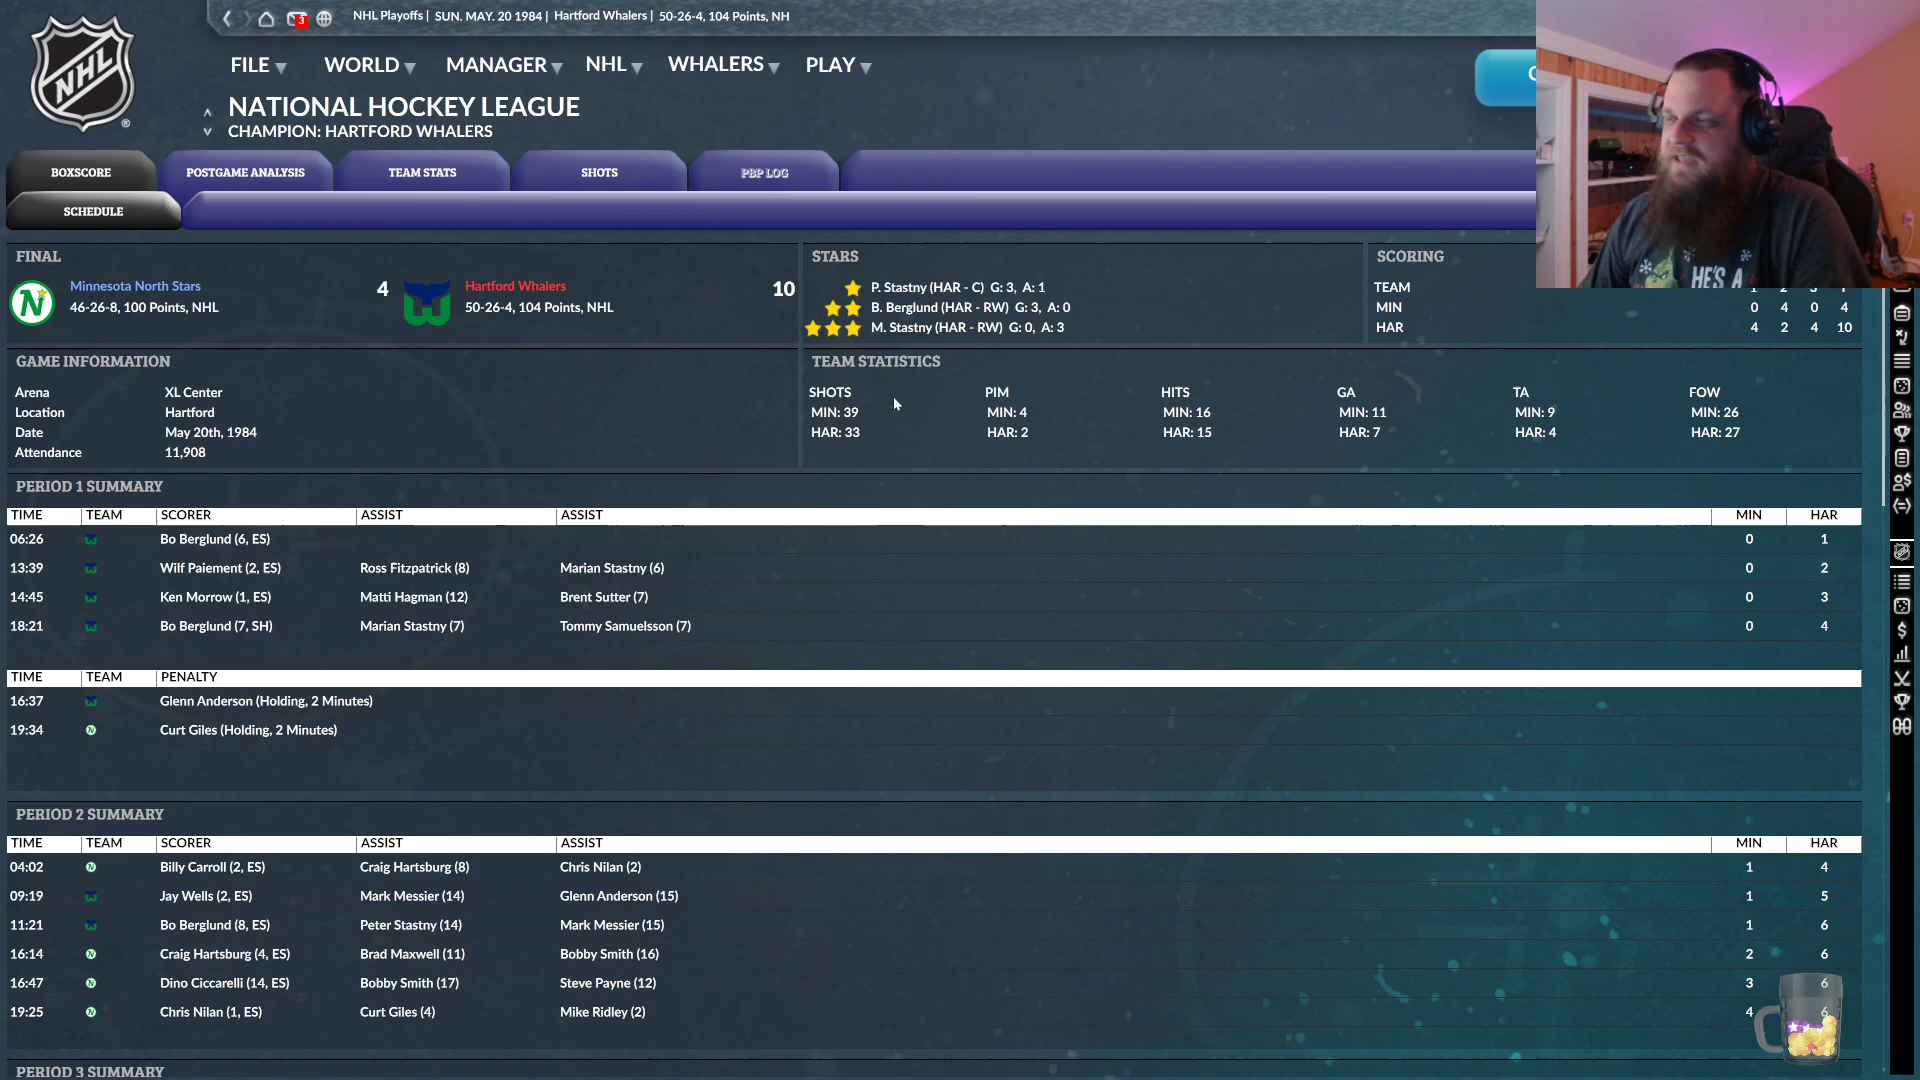 NHL Playoffs | SUN. MAY. 20 1984 | Hartford Whalers | 50-26-4, 104 Points, NH
3
NHL
FILE WORLD MANAGER NHL WHALERS PLAY
NATIONAL HOCKEY LEAGUE
CHAMPION: HARTFORD WHALERS
BOXSCORE POSTGAME ANALYSIS TEAM STATS SHOTS PBP LOG
SCHEDULE
HE'S A
FINAL
Minnesota North Stars 4
46-26-8, 100 Points, NHL
Hartford Whalers 10
50-26-4, 104 Points, NHL
STARS
P. Stastny (HAR - C) G: 3, A: 1
B. Berglund (HAR - RW) G: 3, A: 0
M. Stastny (HAR - RW) G: 0, A: 3
SCORING
TEAM
MIN 0 4 0 4
HAR 4 2 4 10
GAME INFORMATION
Arena XL Center
Location Hartford
Date May 20th, 1984
Attendance 11,908
TEAM STATISTICS
SHOTS PIM HITS GA TA FOW
MIN: 39 MIN: 4 MIN: 16 MIN: 11 MIN: 9 MIN: 26
HAR: 33 HAR: 2 HAR: 15 HAR: 7 HAR: 4 HAR: 27
PERIOD 1 SUMMARY
TIME TEAM SCORER ASSIST ASSIST MIN HAR
06:26 Bo Berglund (6, ES) 0 1
13:39 Wilf Paiement (2, ES) Ross Fitzpatrick (8) Marian Stastny (6) 0 2
14:45 Ken Morrow (1, ES) Matti Hagman (12) Brent Sutter (7) 0 3
18:21 Bo Berglund (7, SH) Marian Stastny (7) Tommy Samuelsson (7) 0 4
TIME TEAM PENALTY
16:37 Glenn Anderson (Holding, 2 Minutes)
19:34 Curt Giles (Holding, 2 Minutes)
PERIOD 2 SUMMARY
TIME TEAM SCORER ASSIST ASSIST MIN HAR
04:02 Billy Carroll (2, ES) Craig Hartsburg (8) Chris Nilan (2) 1 4
09:19 Jay Wells (2, ES) Mark Messier (14) Glenn Anderson (15) 1 5
11:21 Bo Berglund (8, ES) Peter Stastny (14) Mark Messier (15) 1 6
16:14 Craig Hartsburg (4, ES) Brad Maxwell (11) Bobby Smith (16) 2 6
16:47 Dino Ciccarelli (14, ES) Bobby Smith (17) Steve Payne (12) 3 6
19:25 Chris Nilan (1, ES) Curt Giles (4) Mike Ridley (2) 4 6
PERIOD 3 SUMMARY